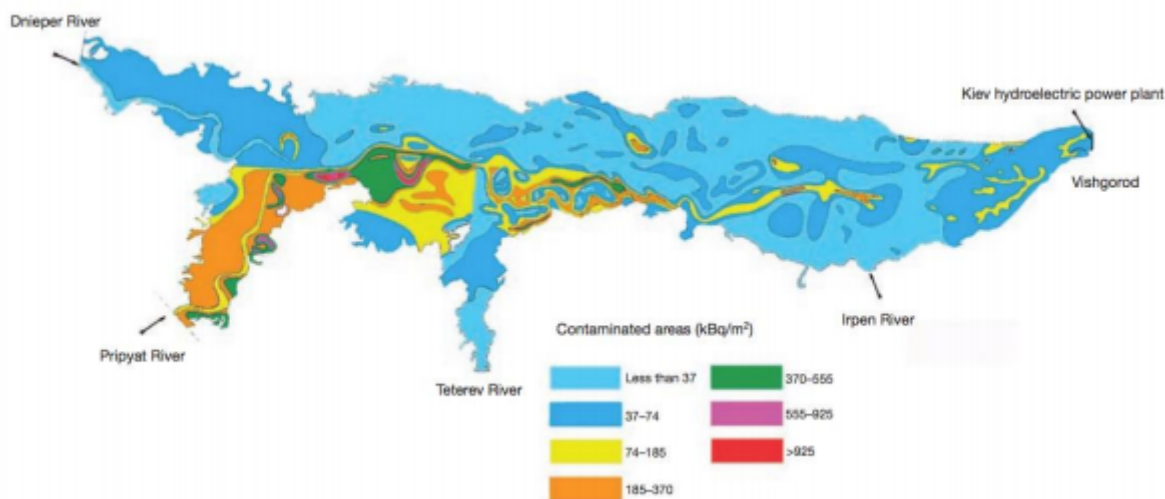 Dnieper River
Kiev hydroelectric power plant
Vishgorod
Irpen River
Pripyat River
Teterev River
Contaminated areas (kBq/m²)
Less than 37
37–74
74–185
185–370
370–555
555–925
>925